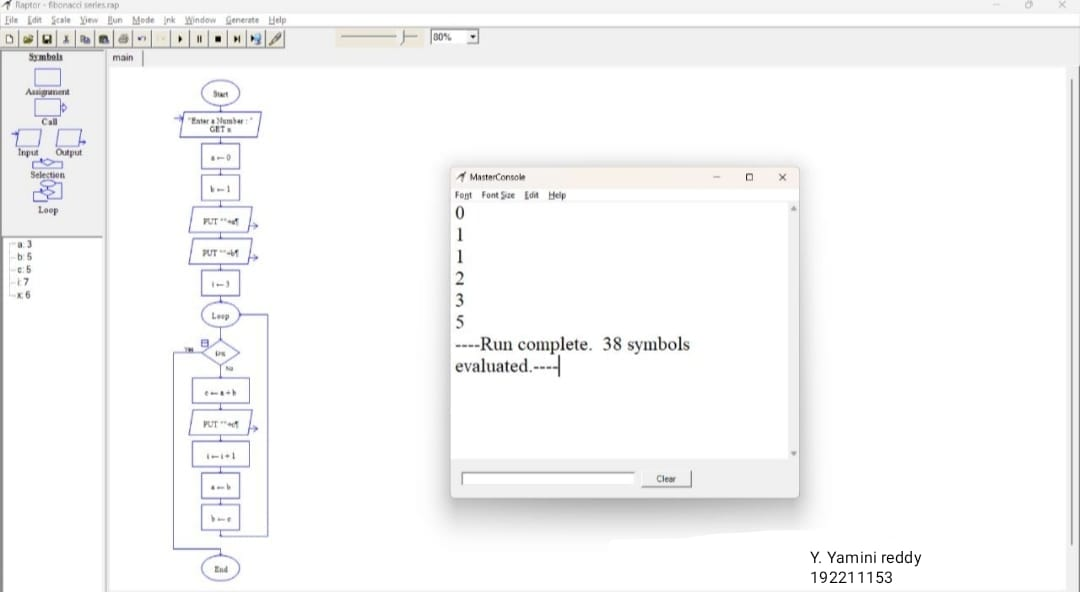 Raptor - fibonacci series.rap
File Edit Scale View Run Mode Ink Window Generate Help
80%
Symbols
Assignment
Call
Input Output
Selection
Loop
a: 3
b: 5
c: 5
i: 7
x: 6
main
Start
"Enter a Number : "
GET x
a←0
b←1
PUT ""+a¶
PUT ""+b¶
i←3
Loop
Yes
i>x
No
c←a+b
PUT ""+c¶
i←i+1
a←b
b←c
End
MasterConsole
Font Font Size Edit Help
0
1
1
2
3
5
----Run complete. 38 symbols
evaluated.----
Clear
Y. Yamini reddy
192211153